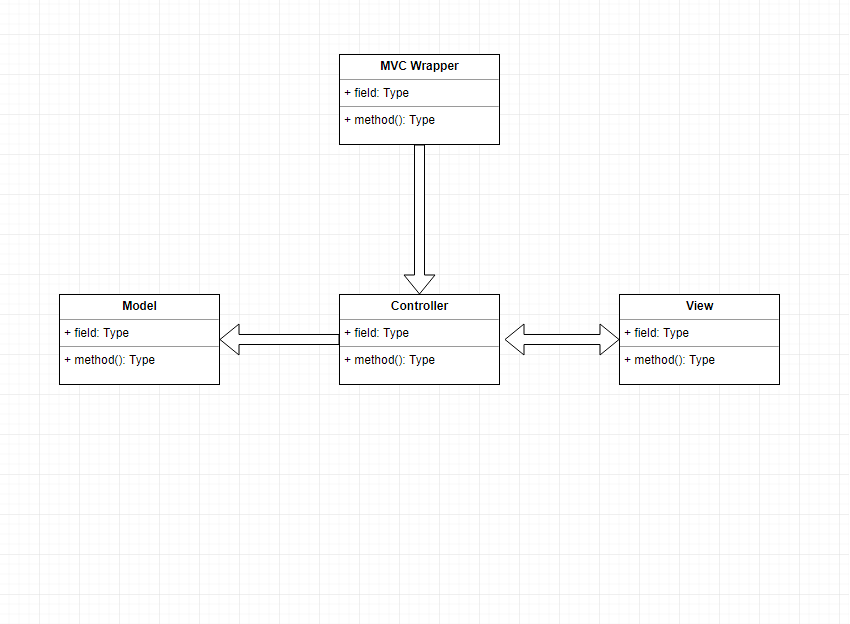 MVC Wrapper
+ field: Type
+ method(): Type
Model
+ field: Type
+ method(): Type
Controller
+ field: Type
+ method(): Type
View
+ field: Type
+ method(): Type